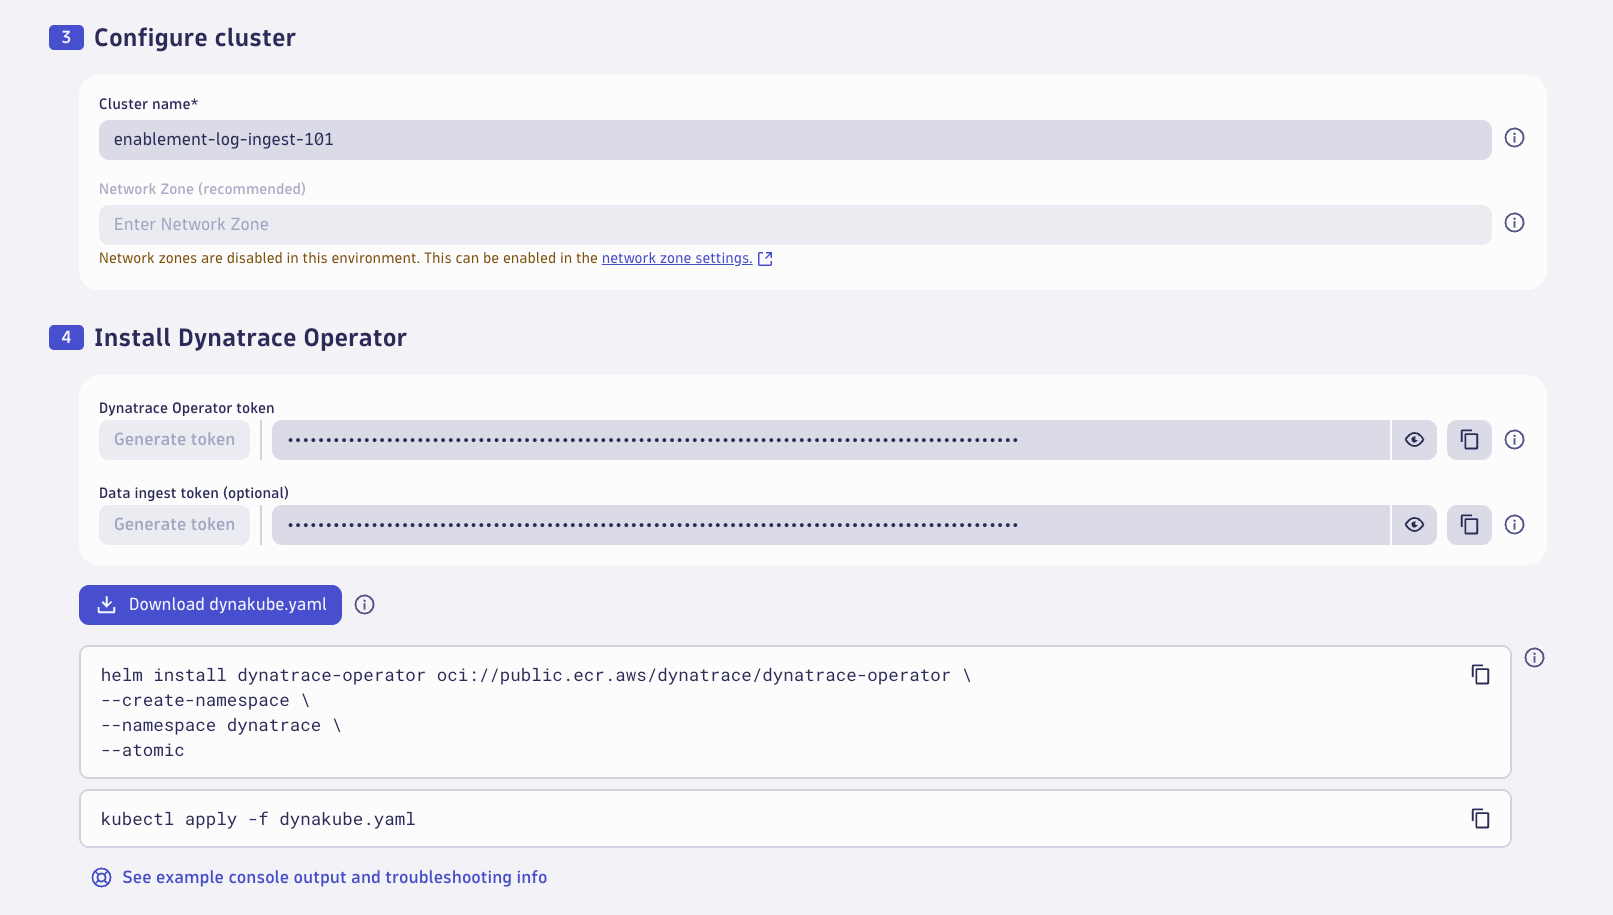 3 Configure cluster
Cluster name*
enablement-log-ingest-101
Network Zone (recommended)
Enter Network Zone
Network zones are disabled in this environment. This can be enabled in the network zone settings.
4 Install Dynatrace Operator
Dynatrace Operator token
Generate token
Data ingest token (optional)
Generate token
Download dynakube.yaml
helm install dynatrace-operator oci://public.ecr.aws/dynatrace/dynatrace-operator \
--create-namespace \
--namespace dynatrace \
--atomic
kubectl apply -f dynakube.yaml
See example console output and troubleshooting info